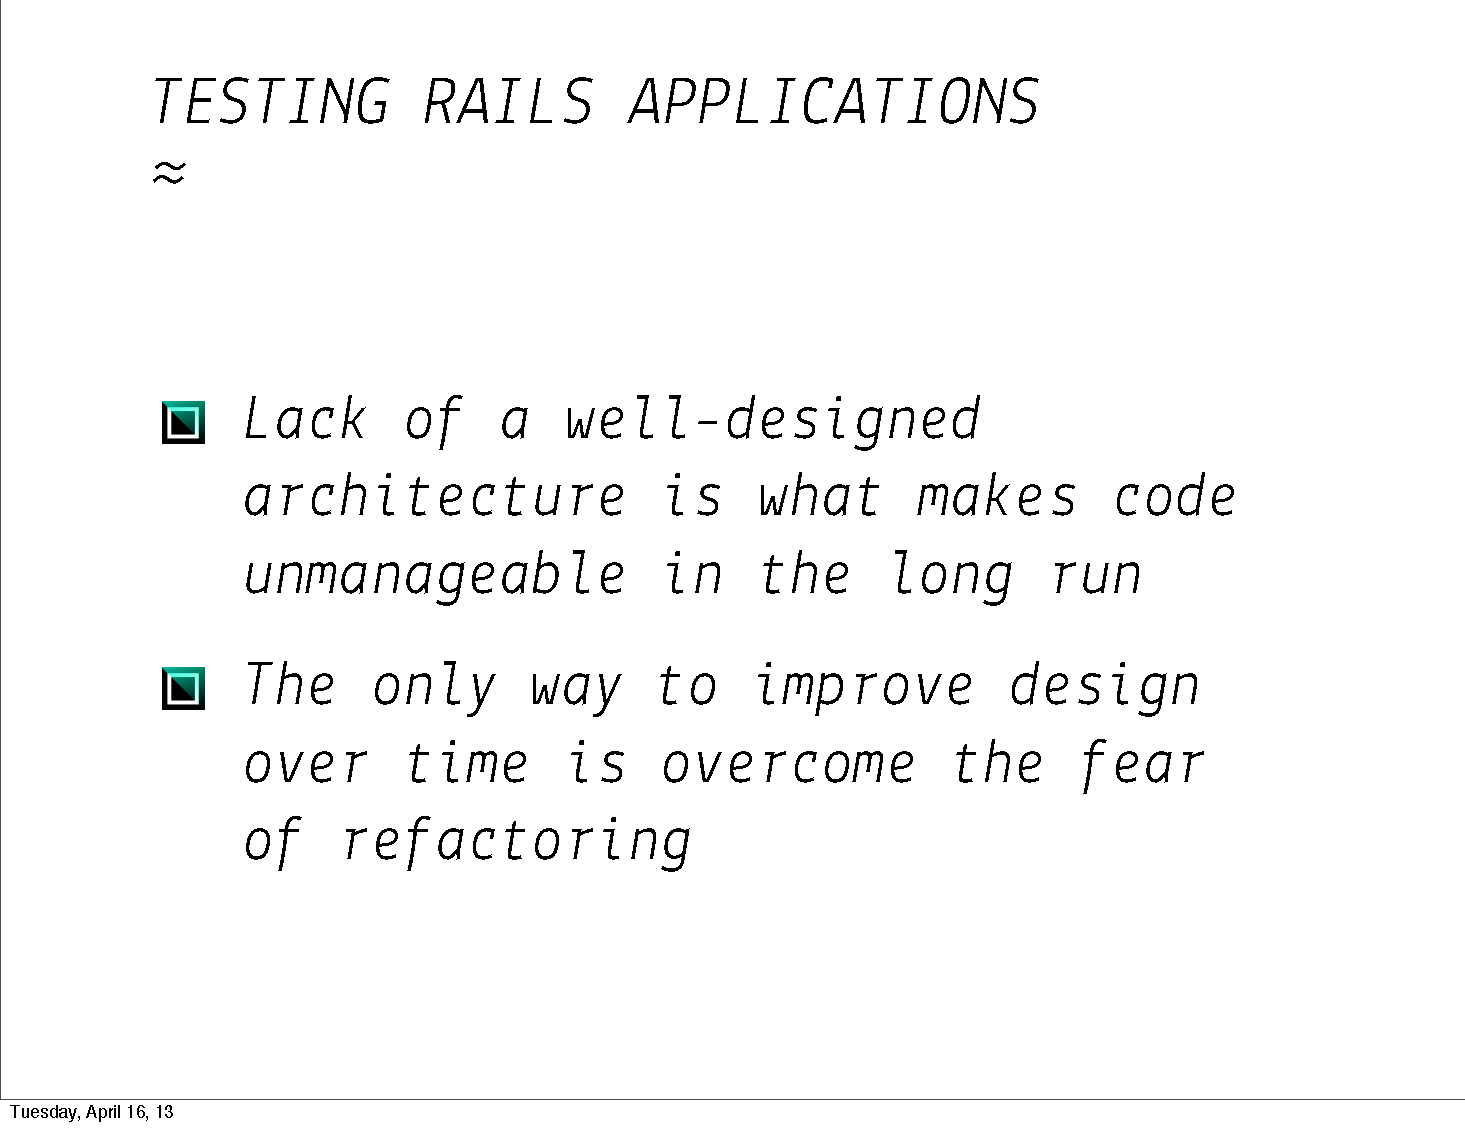 TESTING RAILS APPLICATIONS
≈
Lack of a well-designed
architecture is what makes code
unmanageable in the long run
The only way to improve design
over time is overcome the fear
of refactoring
Tuesday, April 16, 13